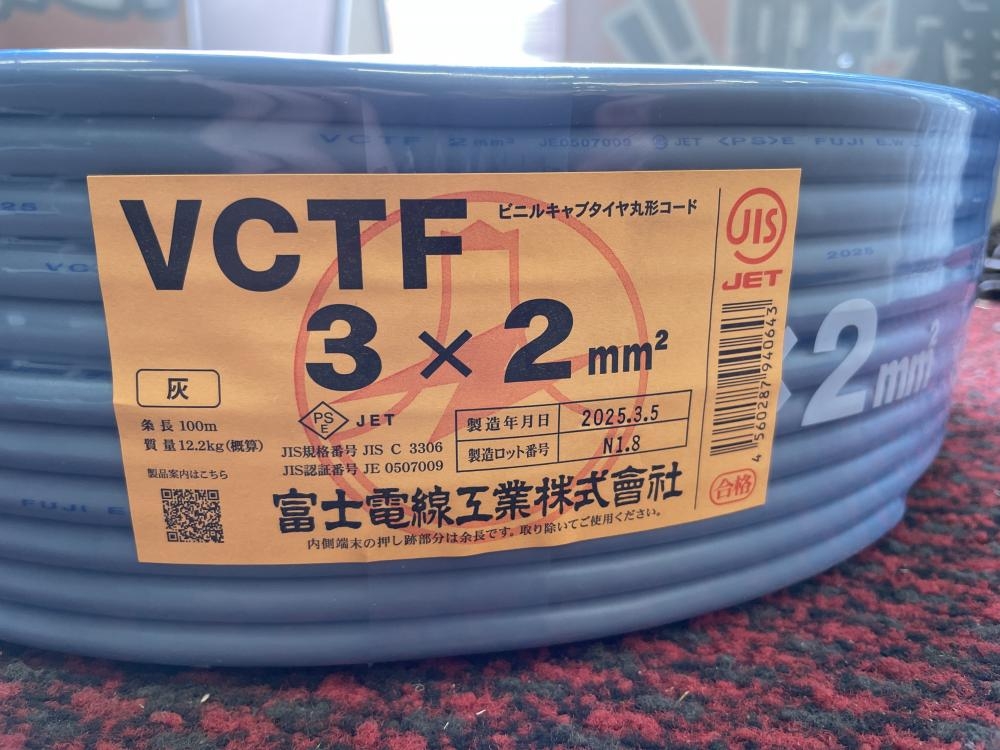 VCTF 2mm² JE0507009 JET <PS>E FUJI E.W.C
VCTF
ビニルキャブタイヤ丸形コード
3 × 2 mm²
灰
条長 100m
質量12.2kg(概算)
製品案内はこちら
PS E JET
JIS規格番号 JIS C 3306
JIS認証番号 JE 0507009
製造年月日 2025.3.5
製造ロット番号 N1.8
富士電線工業株式會社
内側端末の押し跡部分は余長です。取り除いてご使用ください。
JIS
JET
4560287940643
合格
2025
×2mm²
FUJI E